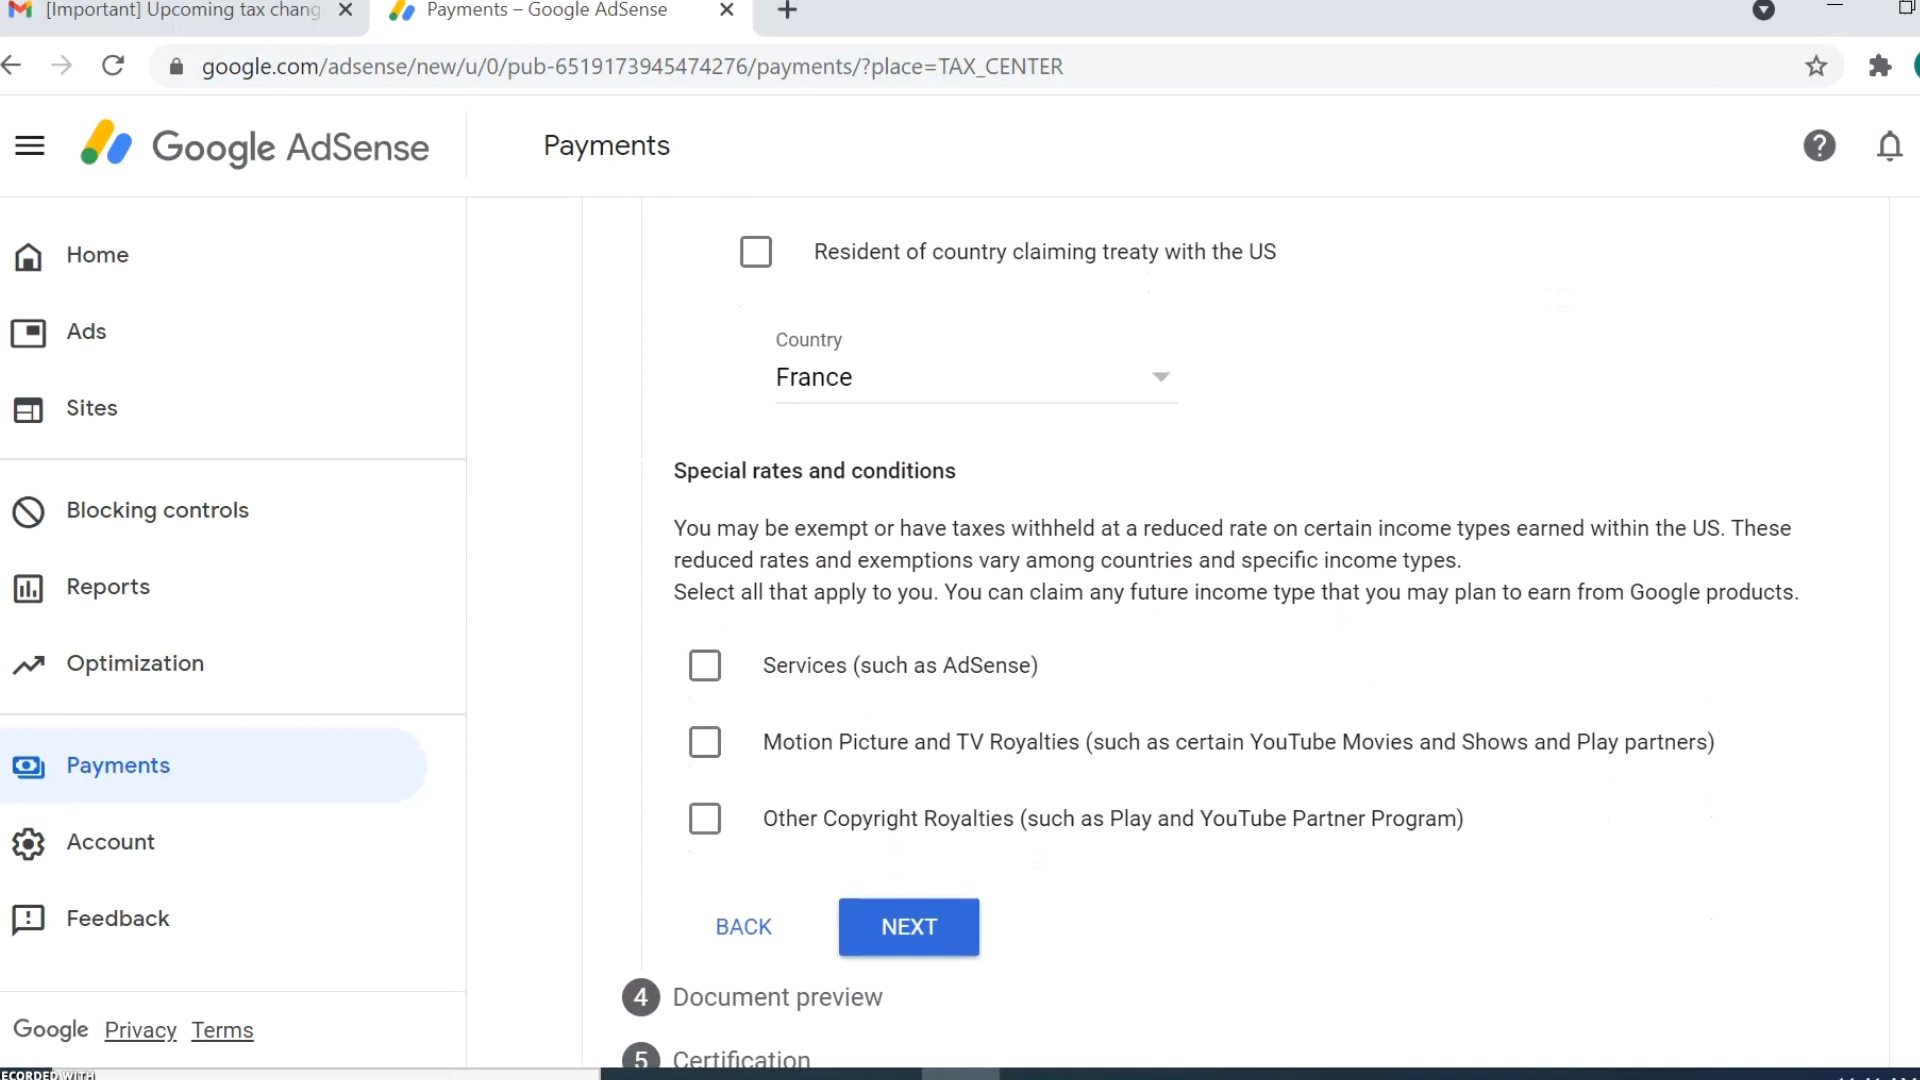 [Important] Upcoming tax chang
Payments – Google AdSense
google.com/adsense/new/u/0/pub-6519173945474276/payments/?place=TAX_CENTER
Google AdSense
Payments
Home
Ads
Sites
Blocking controls
Reports
Optimization
Payments
Account
Feedback
Google Privacy Terms
Resident of country claiming treaty with the US
Country
France
Special rates and conditions
You may be exempt or have taxes withheld at a reduced rate on certain income types earned within the US. These
reduced rates and exemptions vary among countries and specific income types.
Select all that apply to you. You can claim any future income type that you may plan to earn from Google products.
Services (such as AdSense)
Motion Picture and TV Royalties (such as certain YouTube Movies and Shows and Play partners)
Other Copyright Royalties (such as Play and YouTube Partner Program)
BACK NEXT
4 Document preview
5 Certification
ECORDED WITH